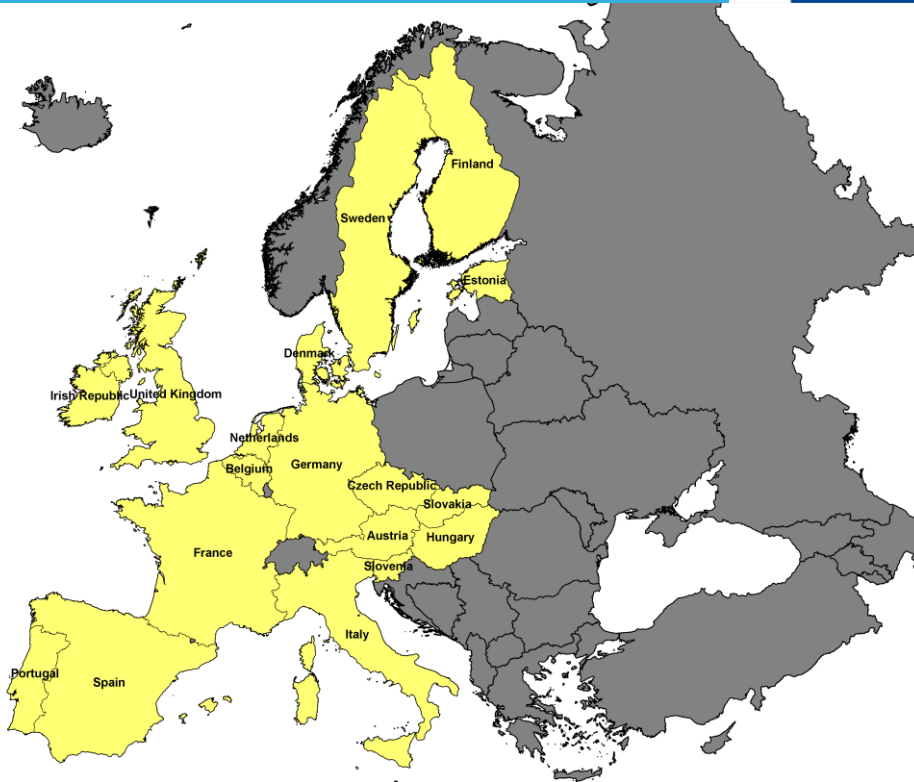 Finland
Sweden
Estonia
Denmark
Irish Republic
United Kingdom
Netherlands
Belgium
Germany
Czech Republic
Slovakia
Austria
Hungary
France
Slovenia
Italy
Portugal
Spain